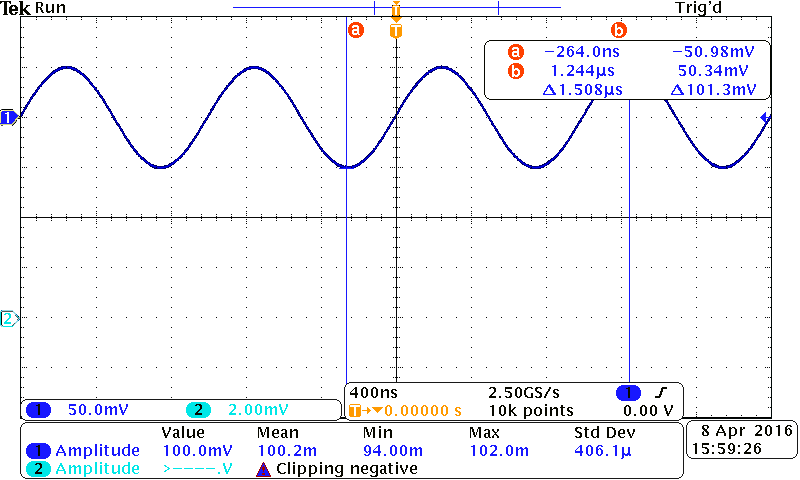 Tek Run Trig'd
T
a T b
a −264.0ns −50.98mV
b 1.244µs 50.34mV
Δ1.508µs Δ101.3mV
1
2
400ns 2.50GS/s 1
1 50.0mV 2 2.00mV T→▼0.00000 s 10k points 0.00 V
Value Mean Min Max Std Dev
1 Amplitude 100.0mV 100.2m 94.00m 102.0m 406.1µ
2 Amplitude >−−−−.V Clipping negative
8 Apr 2016
15:59:26